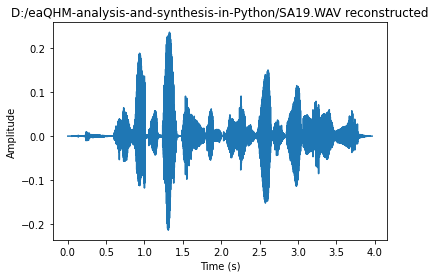 D:/eaQHM-analysis-and-synthesis-in-Python/SA19.WAV reconstructed
0.2
0.1
0.0
−0.1
−0.2
Amplitude
0.0 0.5 1.0 1.5 2.0 2.5 3.0 3.5 4.0
Time (s)